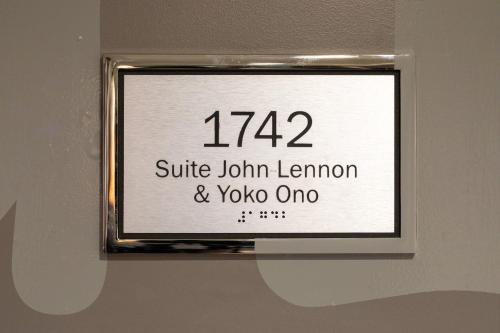 1742
Suite John Lennon
& Yoko Ono
⠼⠁⠛⠙⠃